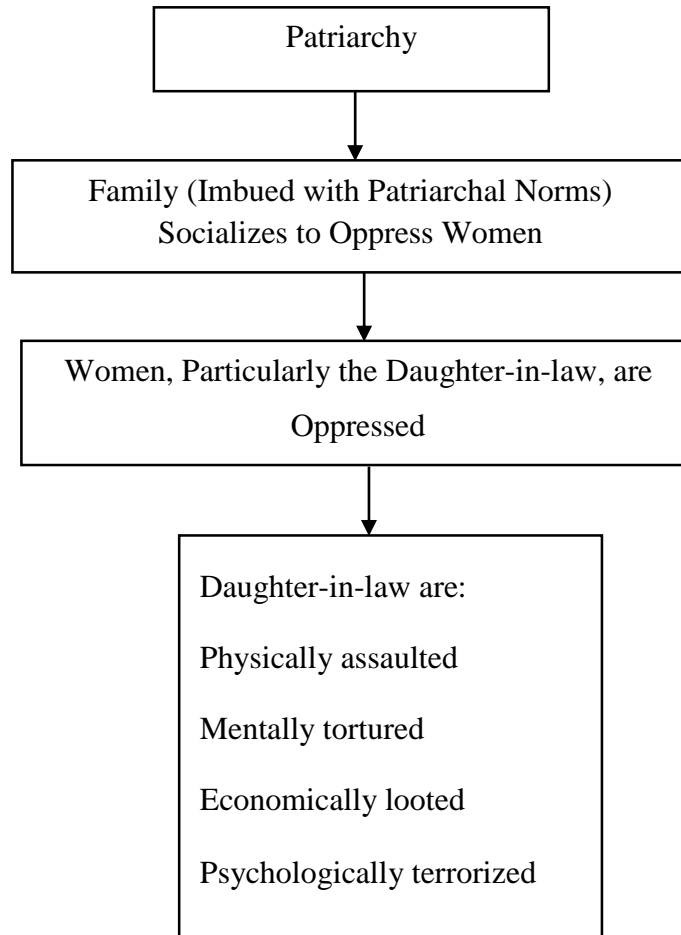 Patriarchy
Family (Imbued with Patriarchal Norms)
Socializes to Oppress Women
Women, Particularly the Daughter-in-law, are
Oppressed
Daughter-in-law are:
Physically assaulted
Mentally tortured
Economically looted
Psychologically terrorized